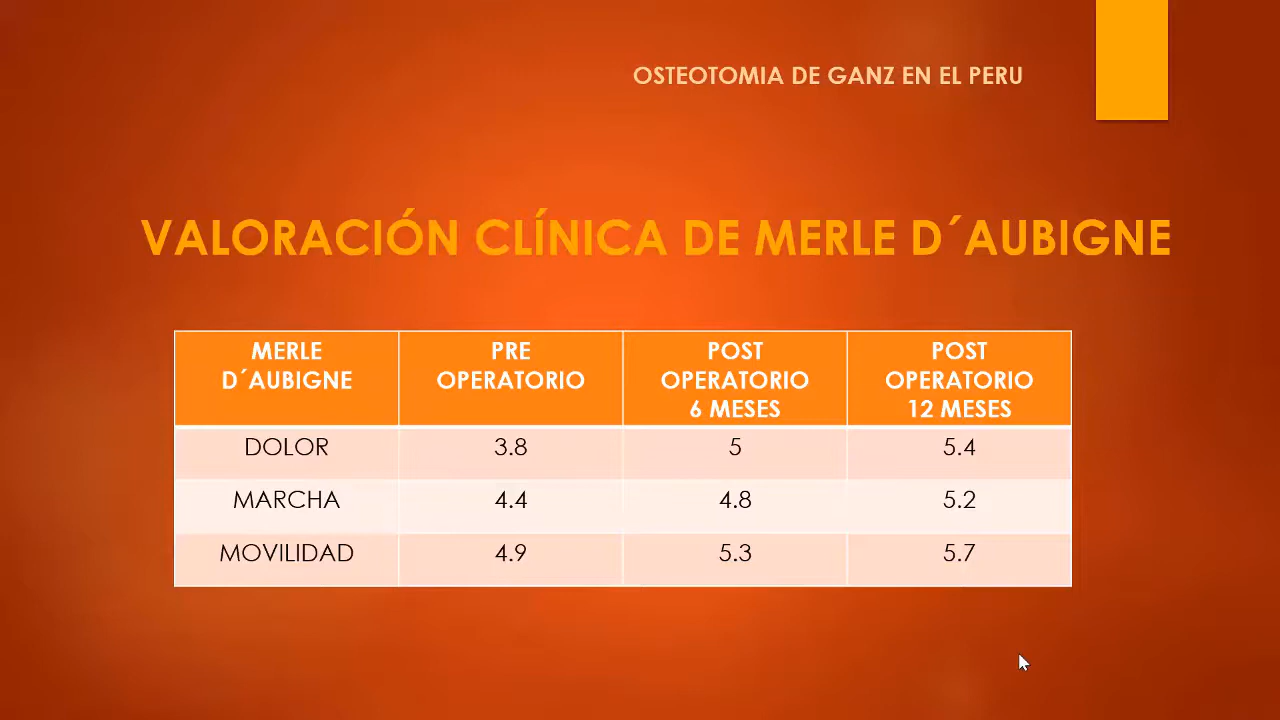 OSTEOTOMIA DE GANZ EN EL PERU
VALORACIÓN CLÍNICA DE MERLE D´AUBIGNE
MERLE D´AUBIGNE PRE OPERATORIO POST OPERATORIO 6 MESES POST OPERATORIO 12 MESES
DOLOR 3.8 5 5.4
MARCHA 4.4 4.8 5.2
MOVILIDAD 4.9 5.3 5.7